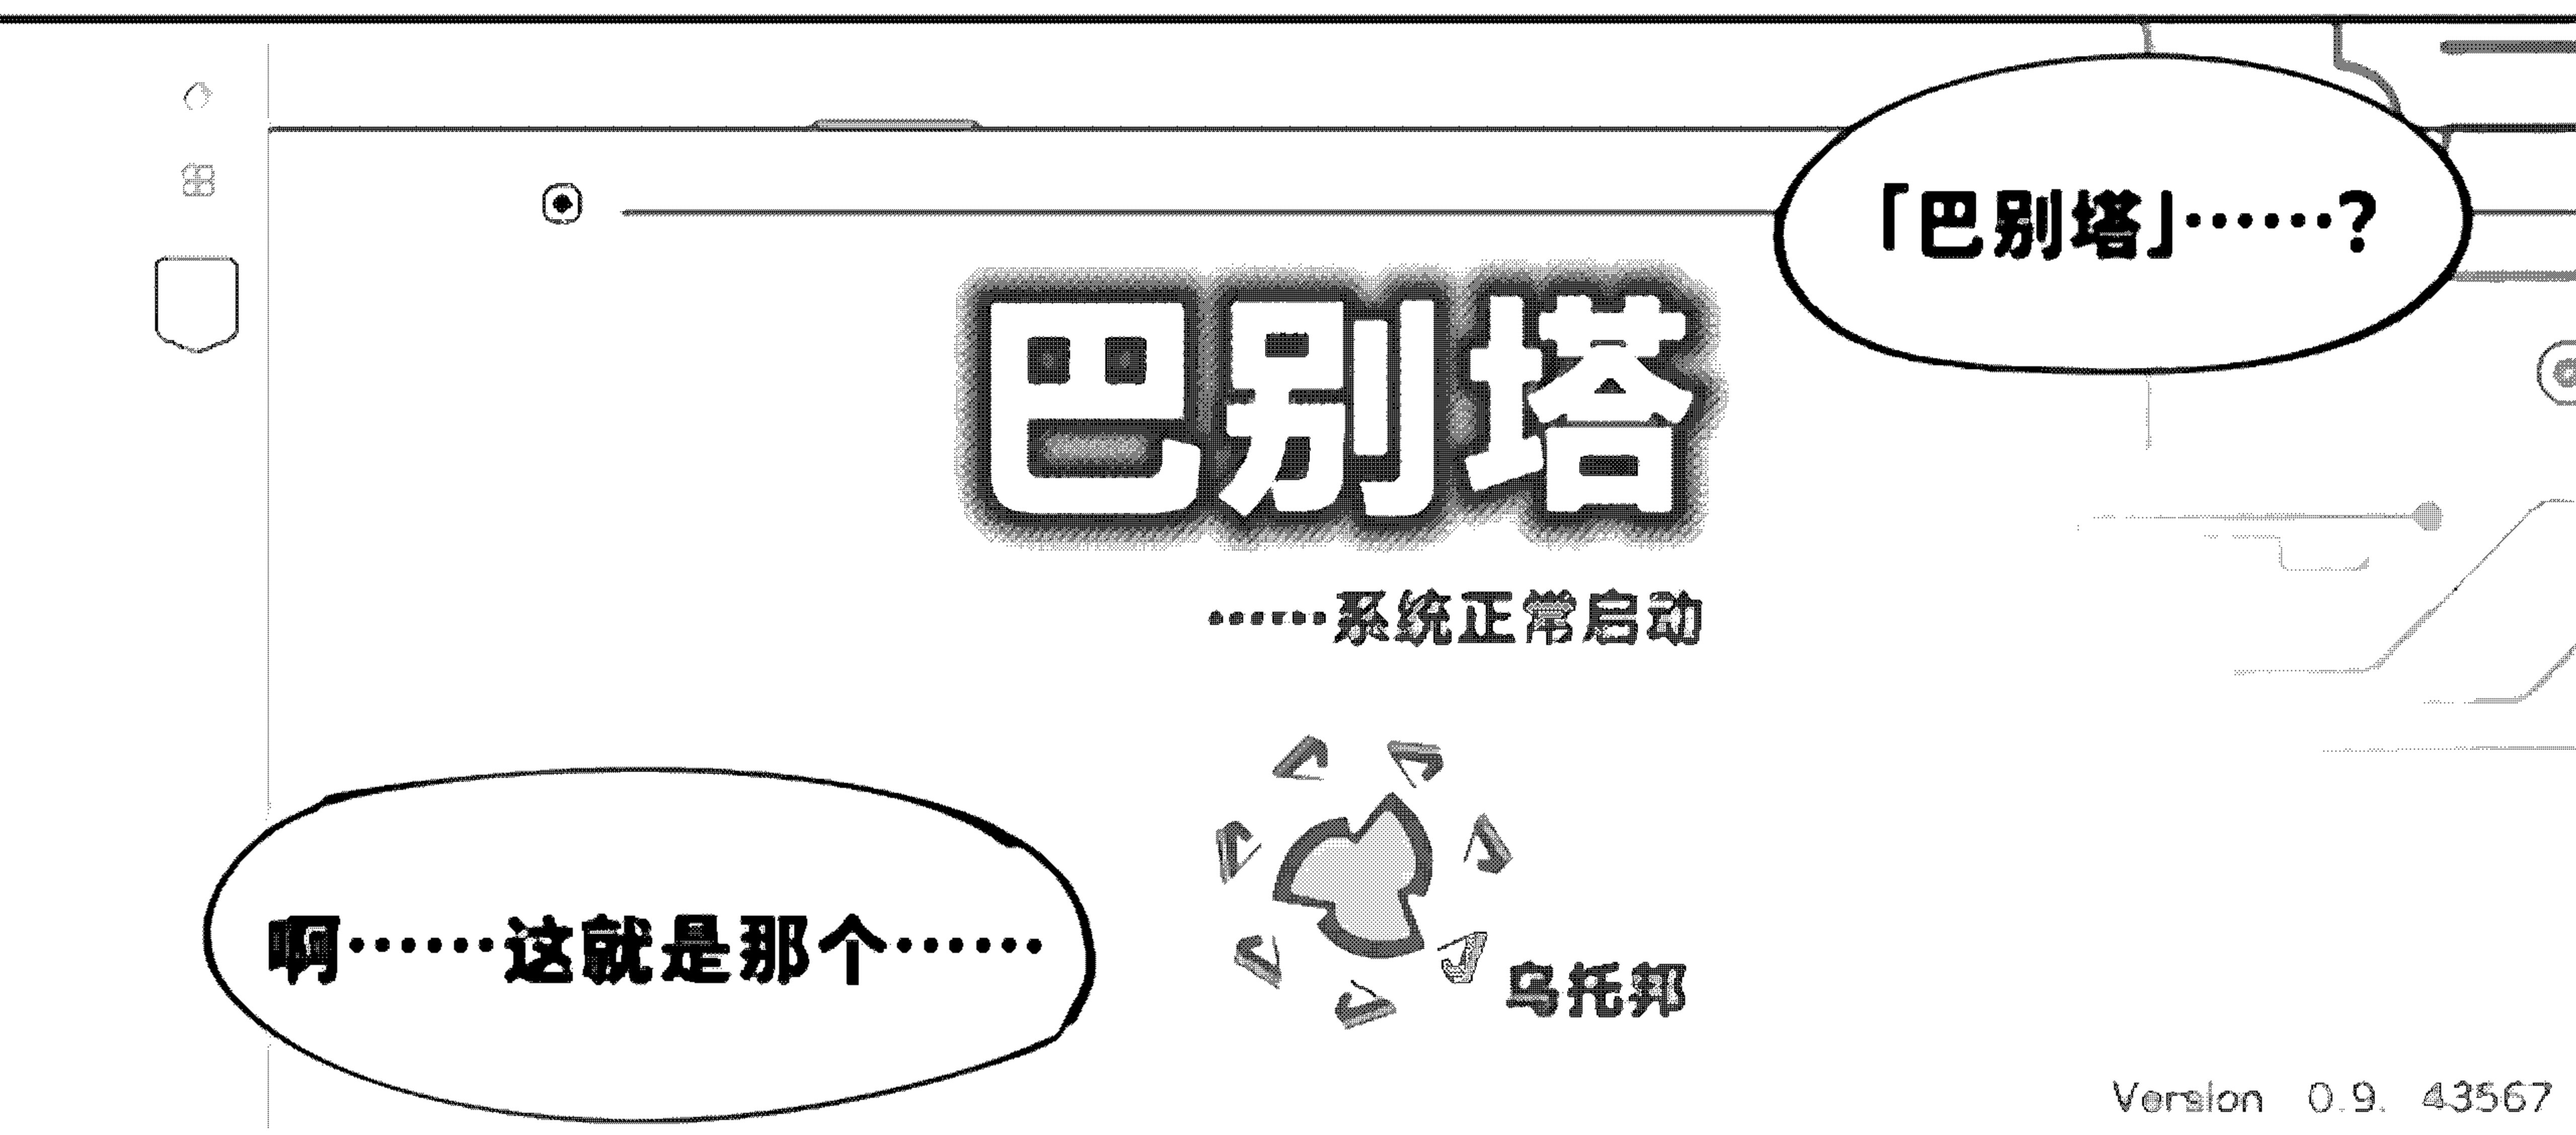 「巴别塔」……？
巴别塔
……系统正常启动
啊……这就是那个……
乌托邦
Version 0.9. 43567